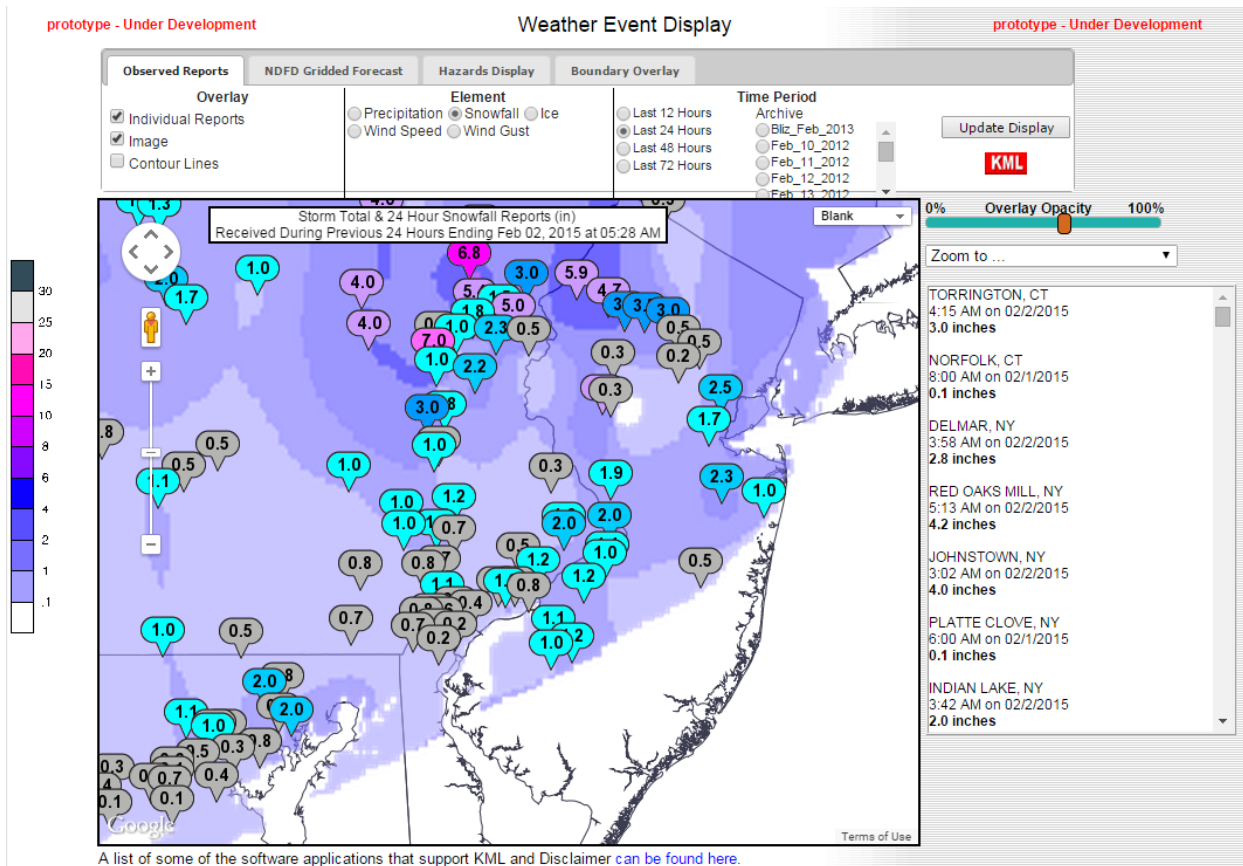 prototype - Under Development
Weather Event Display
prototype - Under Development
Observed Reports
NDFD Gridded Forecast
Hazards Display
Boundary Overlay
Overlay
Individual Reports
Image
Contour Lines
Element
Precipitation Snowfall Ice
Wind Speed Wind Gust
Time Period
Last 12 Hours
Last 24 Hours
Last 48 Hours
Last 72 Hours
Archive
Bliz_Feb_2013
Feb_10_2012
Feb_11_2012
Feb_12_2012
Feb_13_2012
Update Display
KML
Storm Total & 24 Hour Snowfall Reports (in)
Received During Previous 24 Hours Ending Feb 02, 2015 at 05:28 AM
Blank
0% Overlay Opacity 100%
Zoom to ...
30
25
20
15
10
8
6
4
2
1
.1
1.3
6.8
1.0
2.0
1.7
4.0
3.0
5.9
4.7
3.0
5.0
1.8
4.0
1.0
2.3
0.5
0.5
0.5
7.0
1.0
2.2
0.3
0.2
0.3
2.5
3.0
1.7
1.0
0.5
0.5
1.1
1.0
0.3
1.9
2.3
1.0
1.0
1.2
1.0
0.7
2.0
2.0
0.8
0.8
0.5
1.2
1.0
0.5
1.1
0.8
1.2
0.4
0.7
0.7
0.2
0.2
1.1
1.0
1.0
0.5
2.0
2.0
1.1
1.0
0.5
0.3
0.3
0.7
0.4
0.1
0.1
Google
Terms of Use
TORRINGTON, CT
4:15 AM on 02/2/2015
3.0 inches
NORFOLK, CT
8:00 AM on 02/1/2015
0.1 inches
DELMAR, NY
3:58 AM on 02/2/2015
2.8 inches
RED OAKS MILL, NY
5:13 AM on 02/2/2015
4.2 inches
JOHNSTOWN, NY
3:02 AM on 02/2/2015
4.0 inches
PLATTE CLOVE, NY
6:00 AM on 02/1/2015
0.1 inches
INDIAN LAKE, NY
3:42 AM on 02/2/2015
2.0 inches
A list of some of the software applications that support KML and Disclaimer can be found here.